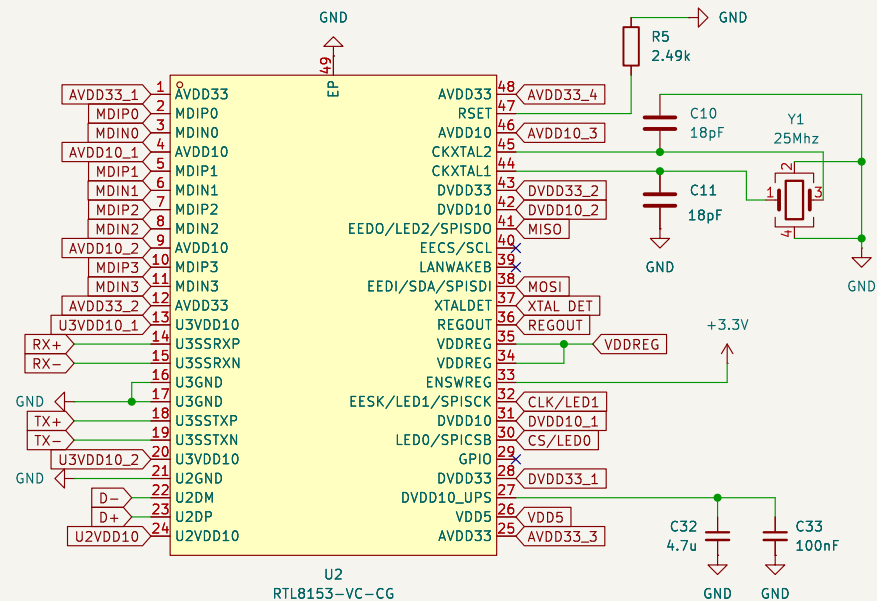 GND
R5
2.49k
GND
49
EP
AVDD33_1 1 AVDD33 AVDD33 48 AVDD33_4
MDIP0 2 MDIP0 RSET 47
MDIN0 3 MDIN0 AVDD10 46 AVDD10_3
AVDD10_1 4 AVDD10 CKXTAL2 45
MDIP1 5 MDIP1 CKXTAL1 44
MDIN1 6 MDIN1 DVDD33 43 DVDD33_2
MDIP2 7 MDIP2 DVDD10 42 DVDD10_2
MDIN2 8 MDIN2 EEDO/LED2/SPISDO 41 MISO
AVDD10_2 9 AVDD10 EECS/SCL 40
MDIP3 10 MDIP3 LANWAKEB 39
MDIN3 11 MDIN3 EEDI/SDA/SPISDI 38 MOSI
AVDD33_2 12 AVDD33 XTALDET 37 XTAL DET
U3VDD10_1 13 U3VDD10 REGOUT 36 REGOUT
RX+ 14 U3SSRXP VDDREG 35 VDDREG
RX- 15 U3SSRXN VDDREG 34
16 U3GND ENSWREG 33
GND 17 U3GND EESK/LED1/SPISCK 32 CLK/LED1
TX+ 18 U3SSTXP DVDD10 31 DVDD10_1
TX- 19 U3SSTXN LED0/SPICSB 30 CS/LED0
U3VDD10_2 20 U3VDD10 GPIO 29
GND 21 U2GND DVDD33 28 DVDD33_1
D- 22 U2DM DVDD10_UPS 27
D+ 23 U2DP VDD5 26 VDD5
U2VDD10 24 U2VDD10 AVDD33 25 AVDD33_3
C10
18pF
Y1
25Mhz
2
1 3
4
C11
18pF
GND
GND
+3.3V
C32
4.7u
C33
100nF
GND GND
U2
RTL8153-VC-CG